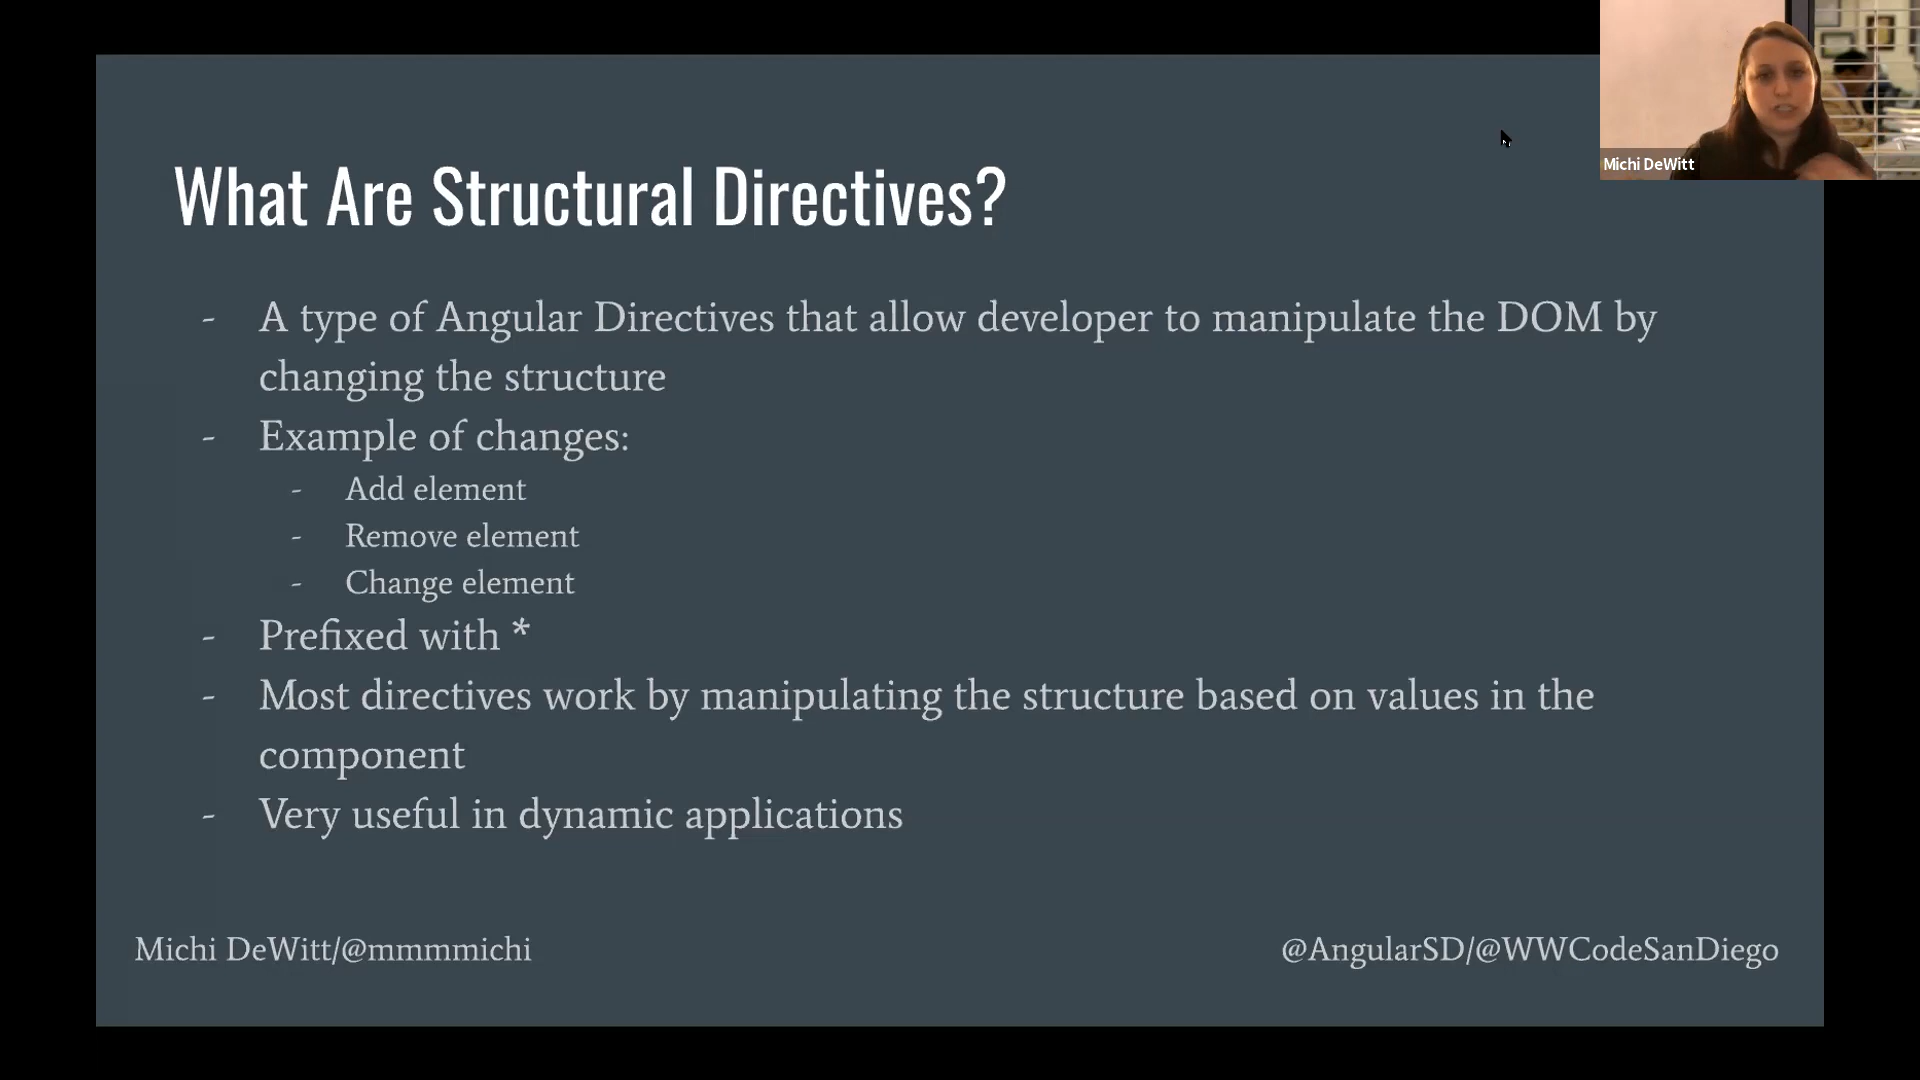 Michi DeWitt
What Are Structural Directives?
- A type of Angular Directives that allow developer to manipulate the DOM by
changing the structure
- Example of changes:
- Add element
- Remove element
- Change element
- Prefixed with *
- Most directives work by manipulating the structure based on values in the
component
- Very useful in dynamic applications
Michi DeWitt/@mmmmichi
@AngularSD/@WWCodeSanDiego